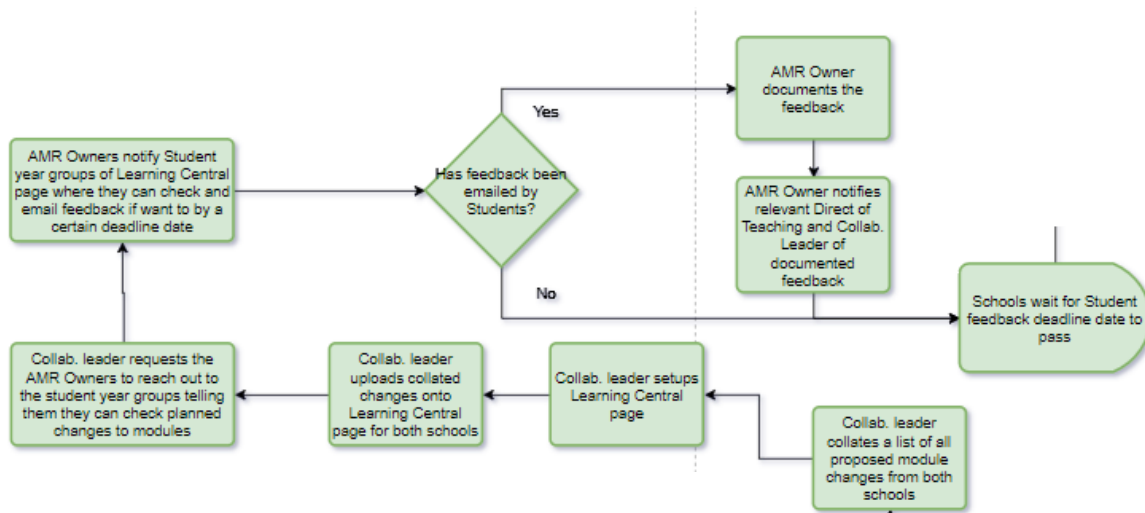 AMR Owner
documents the
feedback
Yes
AMR Owners notify Student
year groups of Learning Central
page where they can check and
email feedback if want to by a
certain deadline date
Has feedback been
emailed by
Students?
AMR Owner notifies
relevant Direct of
Teaching and Collab.
Leader of
documented
feedback
No
Schools wait for Student
feedback deadline date to
pass
Collab. leader requests the
AMR Owners to reach out to
the student year groups telling
them they can check planned
changes to modules
Collab. leader
uploads collated
changes onto
Learning Central
page for both schools
Collab. leader setups
Learning Central
page
Collab. leader
collates a list of all
proposed module
changes from both
schools